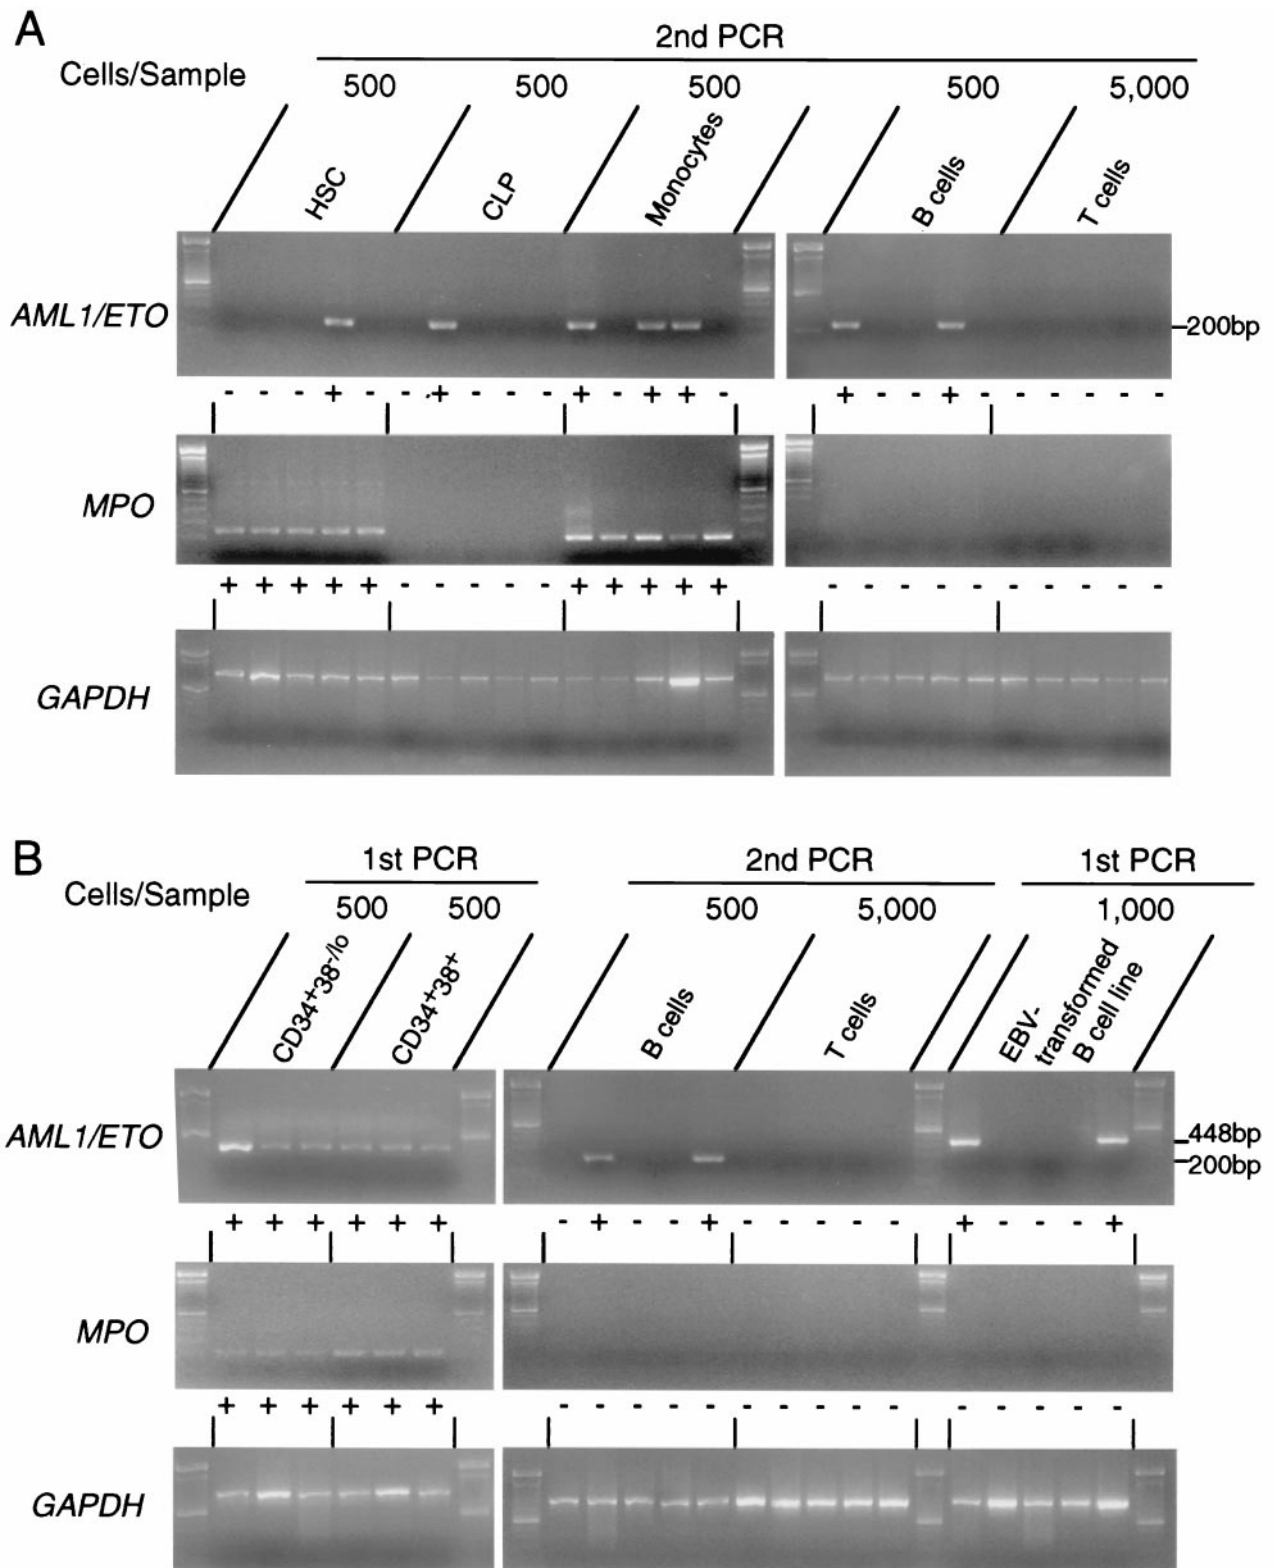 A
2nd PCR
Cells/Sample 500 500 500 500 5,000
HSC CLP Monocytes B cells T cells
AML1/ETO
200bp
- - - + - - .+ - - - + - + + - + - - + - - - - - -
MPO
+ + + + + - - - - - + + + + + - - - - - - - - - -
GAPDH
B
1st PCR 2nd PCR 1st PCR
Cells/Sample 500 500 500 5,000 1,000
CD34+38-/lo CD34+38+ B cells T cells EBV-
transformed
B cell line
AML1/ETO
448bp
200bp
+ + + + + + - + - - + - - - - - + - - - +
MPO
+ + + + + + - - - - - - - - - - - - - - -
GAPDH